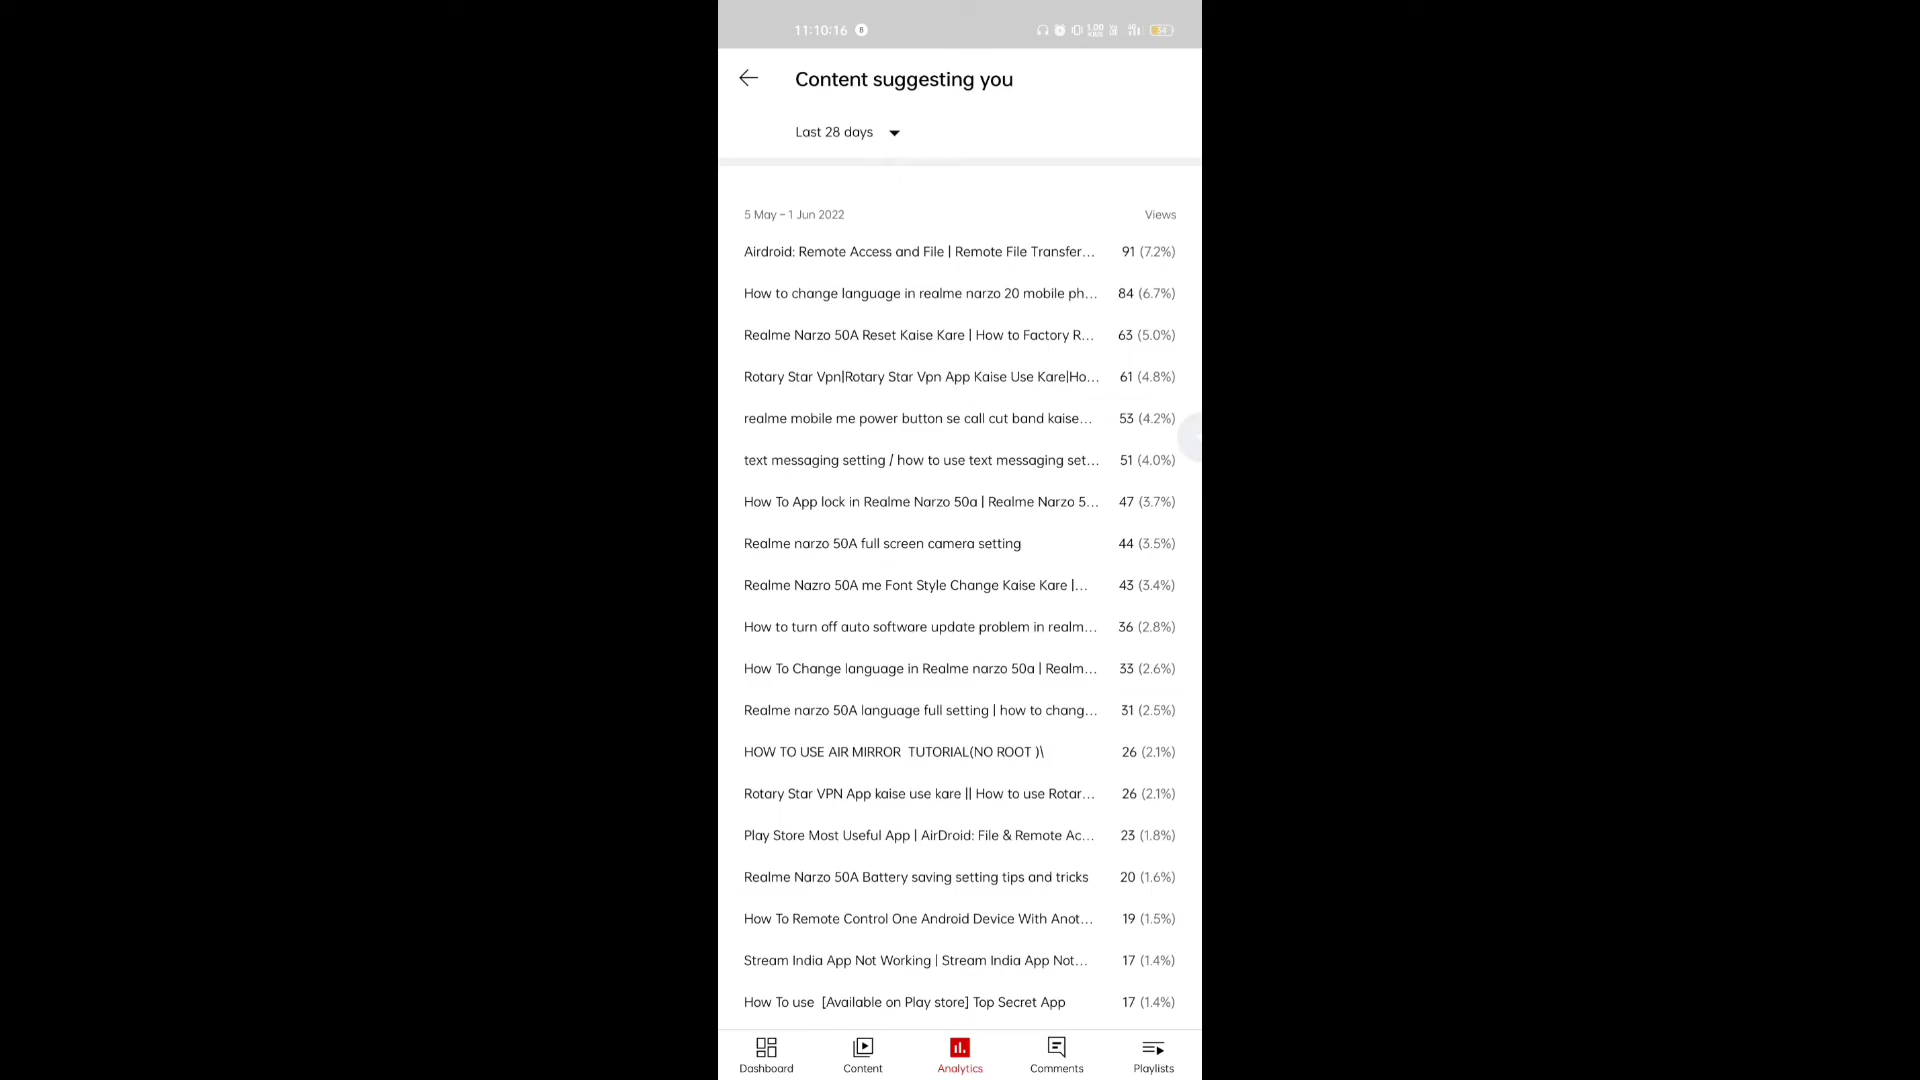 11:10:16 8 1.00 KB/S 54
Content suggesting you
Last 28 days
5 May – 1 Jun 2022 Views
Airdroid: Remote Access and File | Remote File Transfer... 91 (7.2%)
How to change language in realme narzo 20 mobile ph... 84 (6.7%)
Realme Narzo 50A Reset Kaise Kare | How to Factory R... 63 (5.0%)
Rotary Star Vpn|Rotary Star Vpn App Kaise Use Kare|Ho... 61 (4.8%)
realme mobile me power button se call cut band kaise... 53 (4.2%)
text messaging setting / how to use text messaging set... 51 (4.0%)
How To App lock in Realme Narzo 50a | Realme Narzo 5... 47 (3.7%)
Realme narzo 50A full screen camera setting 44 (3.5%)
Realme Nazro 50A me Font Style Change Kaise Kare |... 43 (3.4%)
How to turn off auto software update problem in realm... 36 (2.8%)
How To Change language in Realme narzo 50a | Realm... 33 (2.6%)
Realme narzo 50A language full setting | how to chang... 31 (2.5%)
HOW TO USE AIR MIRROR TUTORIAL(NO ROOT )\ 26 (2.1%)
Rotary Star VPN App kaise use kare || How to use Rotar... 26 (2.1%)
Play Store Most Useful App | AirDroid: File & Remote Ac... 23 (1.8%)
Realme Narzo 50A Battery saving setting tips and tricks 20 (1.6%)
How To Remote Control One Android Device With Anot... 19 (1.5%)
Stream India App Not Working | Stream India App Not... 17 (1.4%)
How To use [Available on Play store] Top Secret App 17 (1.4%)
Dashboard Content Analytics Comments Playlists